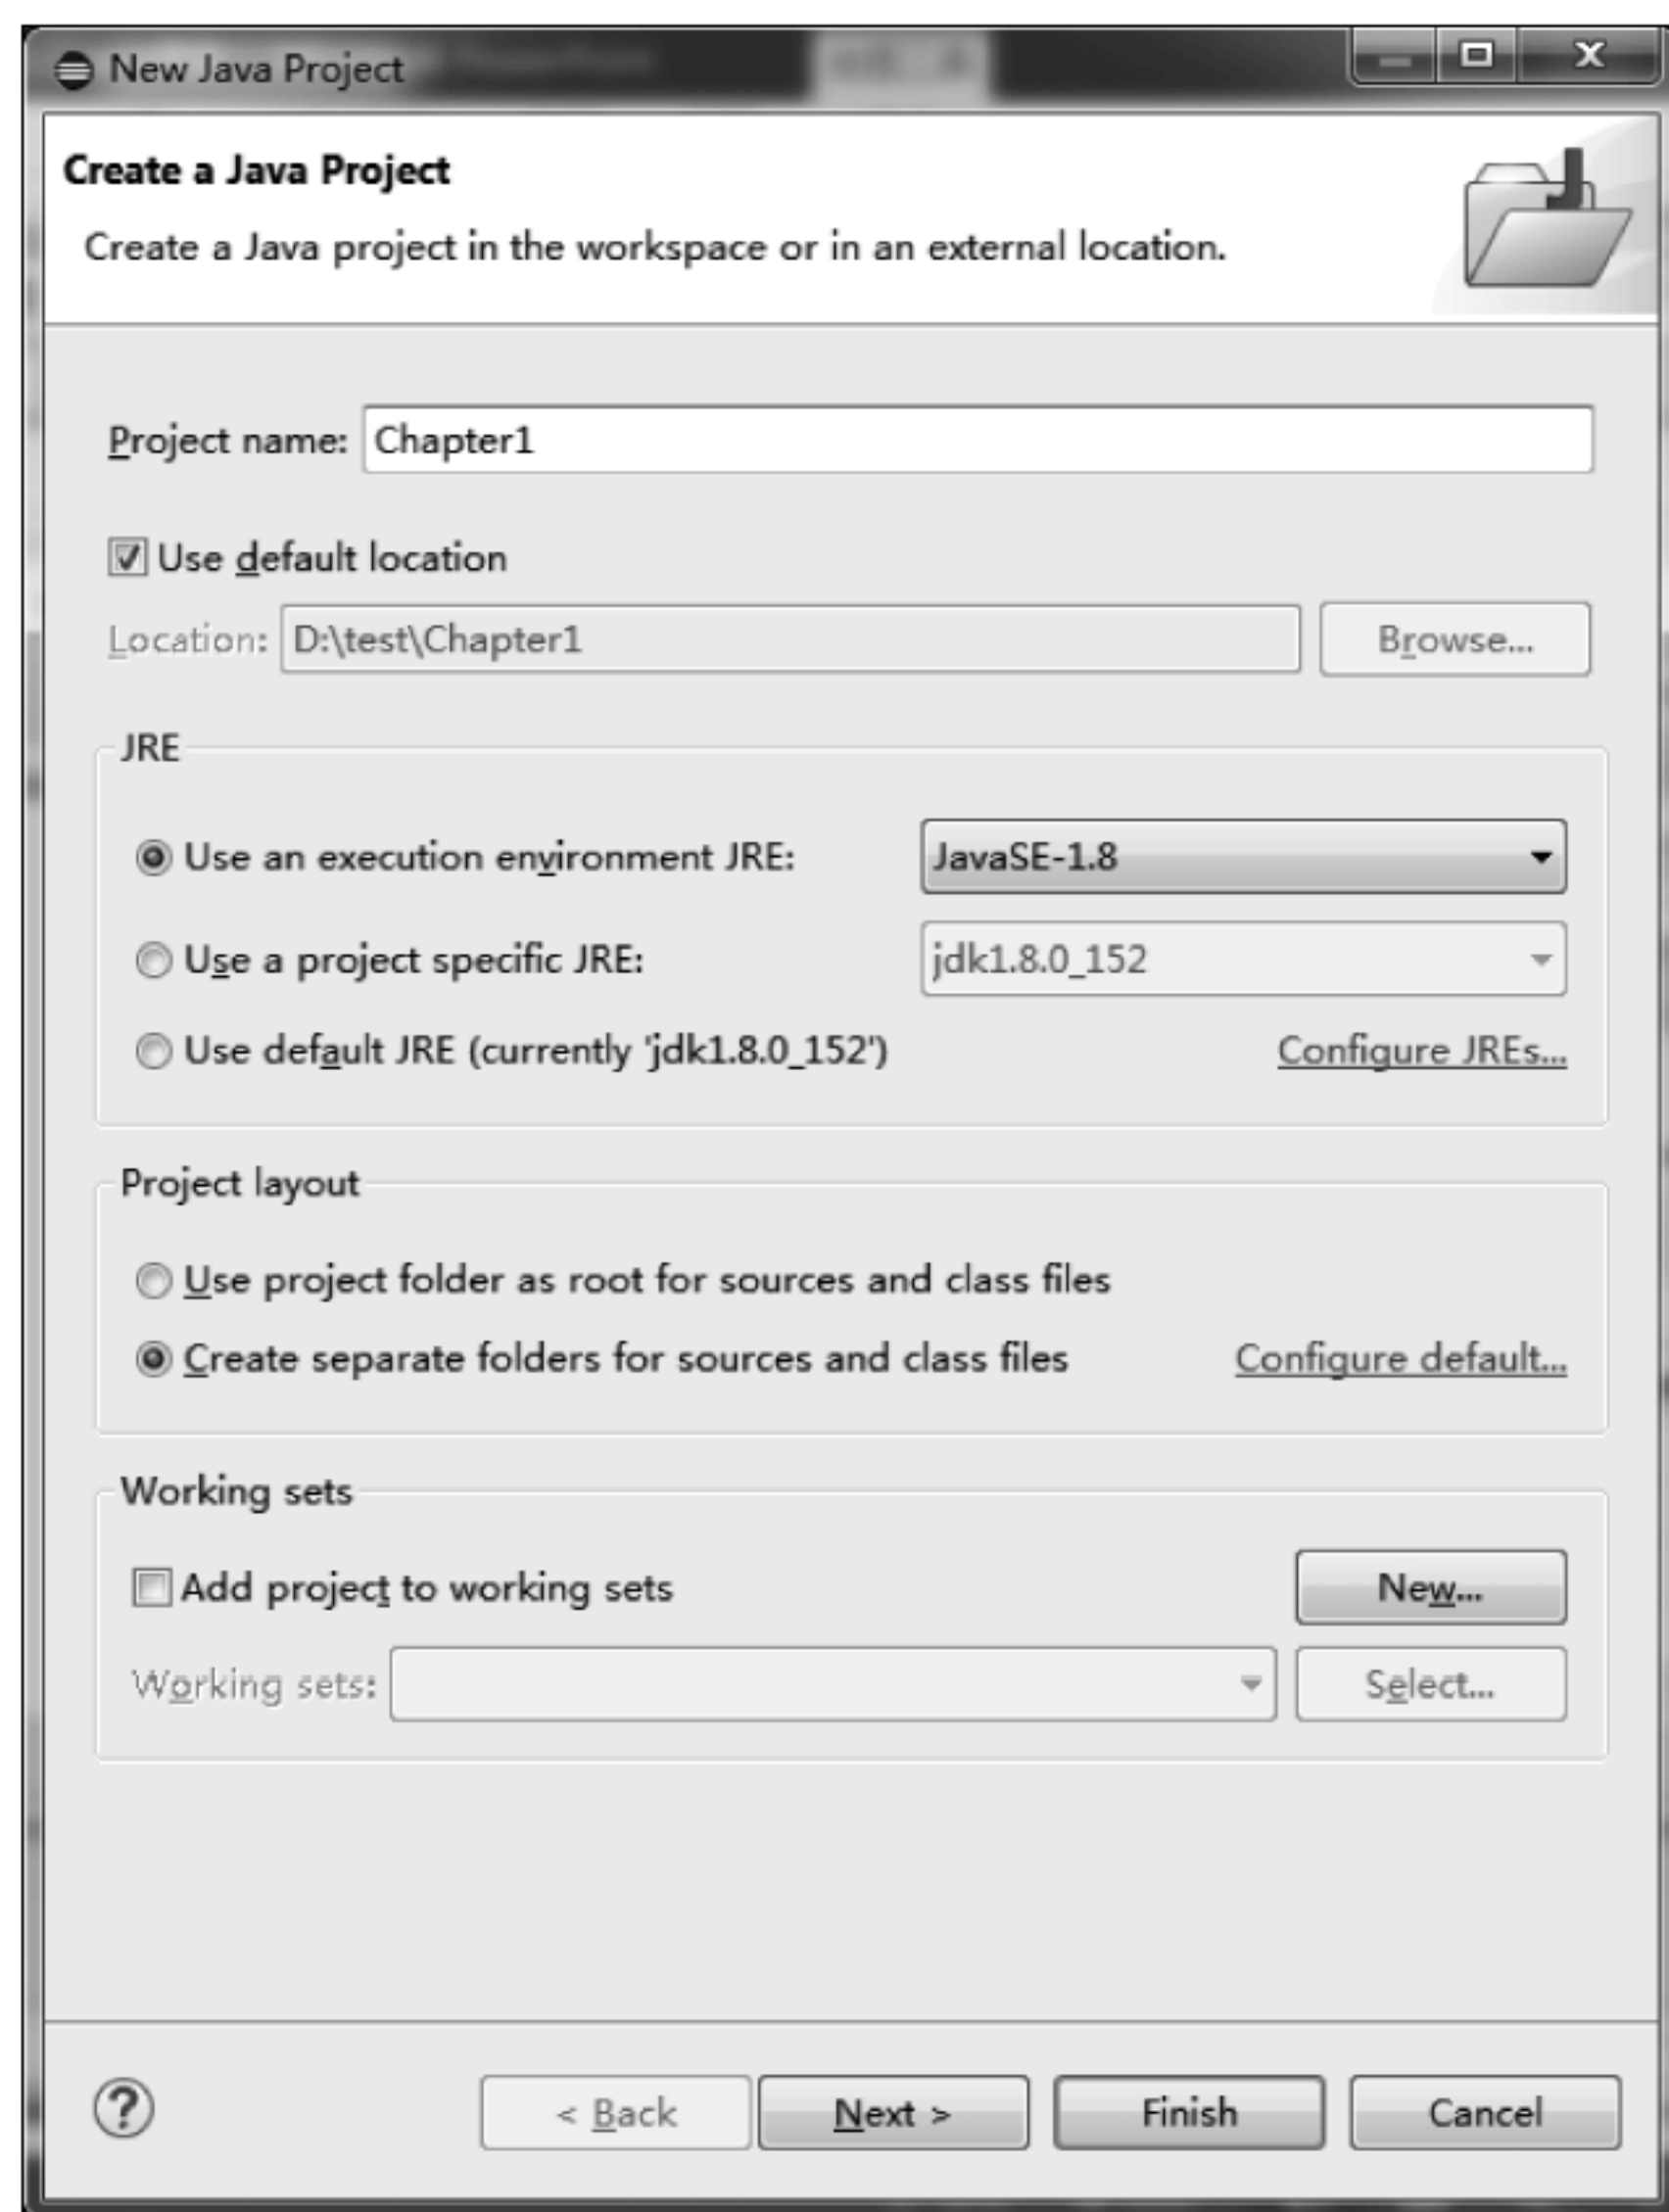 New Java Project
Create a Java Project
Create a Java project in the workspace or in an external location.
Project name: Chapter1
Use default location
Location: D:\test\Chapter1 Browse...
JRE
Use an execution environment JRE: JavaSE-1.8
Use a project specific JRE: jdk1.8.0_152
Use default JRE (currently 'jdk1.8.0_152') Configure JREs...
Project layout
Use project folder as root for sources and class files
Create separate folders for sources and class files Configure default...
Working sets
Add project to working sets New...
Working sets: Select...
< Back Next > Finish Cancel